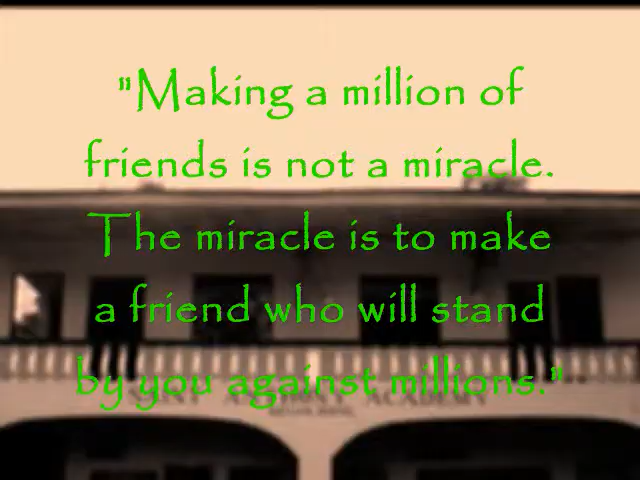 "Making a million of
friends is not a miracle.
The miracle is to make
a friend who will stand
by you against millions."
ACADEMY